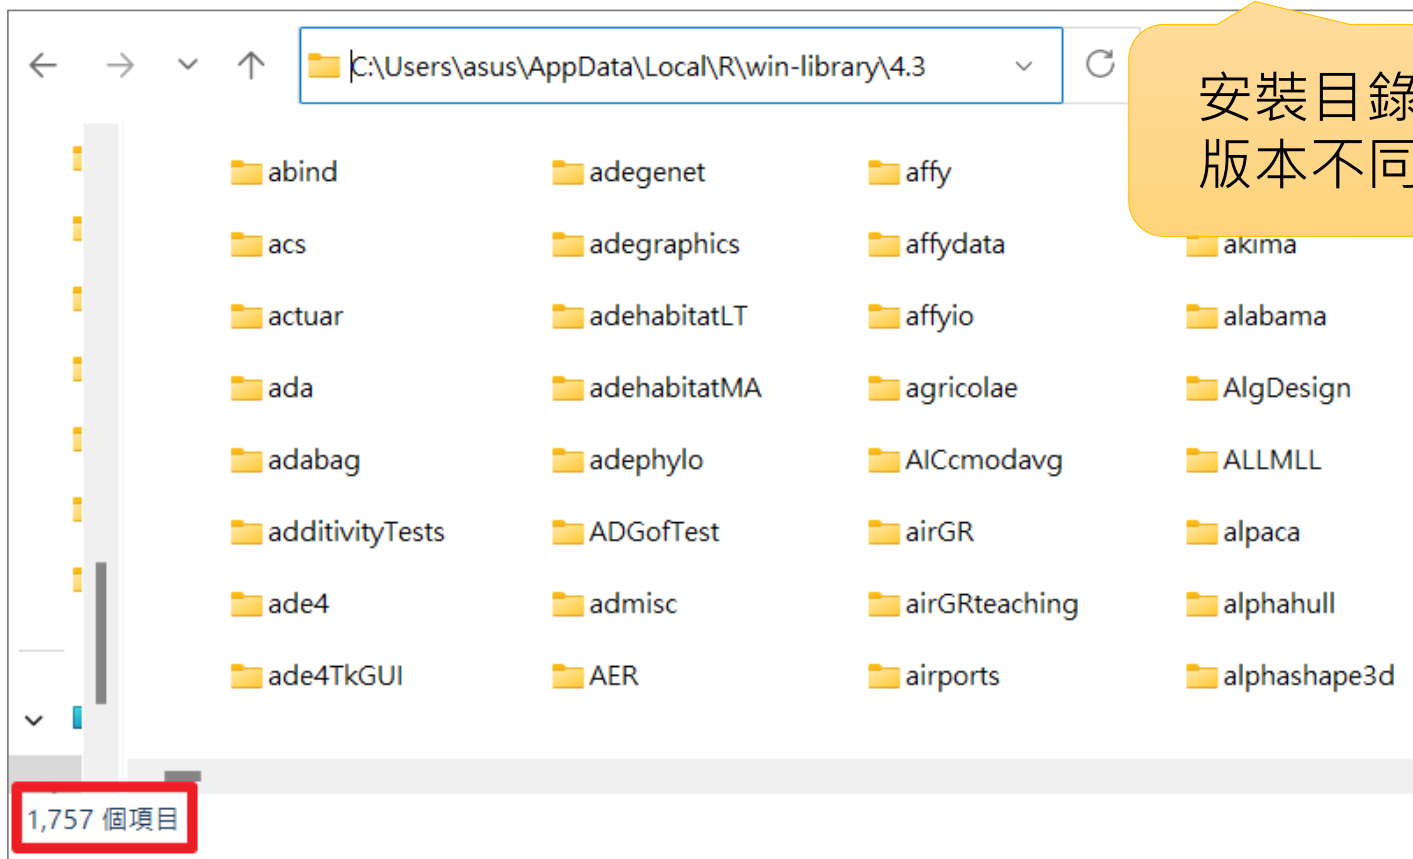 C:\Users\asus\AppData\Local\R\win-library\4.3
安裝目錄
版本不同
abind
adegenet
affy
acs
adegraphics
affydata
akima
actuar
adehabitatLT
affyio
alabama
ada
adehabitatMA
agricolae
AlgDesign
adabag
adephylo
AICcmodavg
ALLMLL
additivityTests
ADGofTest
airGR
alpaca
ade4
admisc
airGRteaching
alphahull
ade4TkGUI
AER
airports
alphashape3d
1,757 個項目